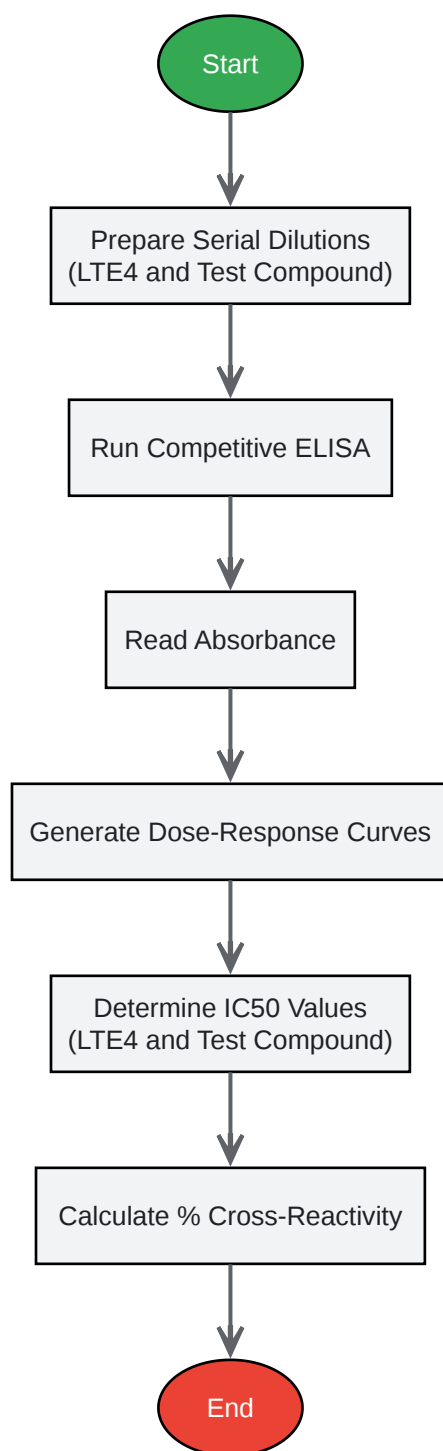 Start
Prepare Serial Dilutions
(LTE4 and Test Compound)
Run Competitive ELISA
Read Absorbance
Generate Dose-Response Curves
Determine IC50 Values
(LTE4 and Test Compound)
Calculate % Cross-Reactivity
End